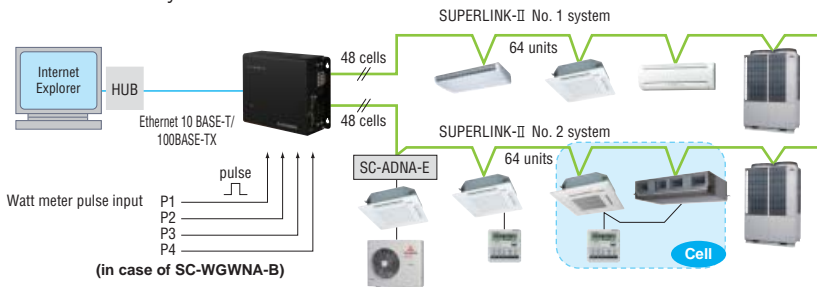 SUPERLINK-II No. 1 system
48 cells
64 units
Internet
Explorer
HUB
Ethernet 10 BASE-T/
100BASE-TX
48 cells
SUPERLINK-II No. 2 system
64 units
SC-ADNA-E
pulse
Watt meter pulse input
P1
P2
P3
P4
(in case of SC-WGWNA-B)
Cell